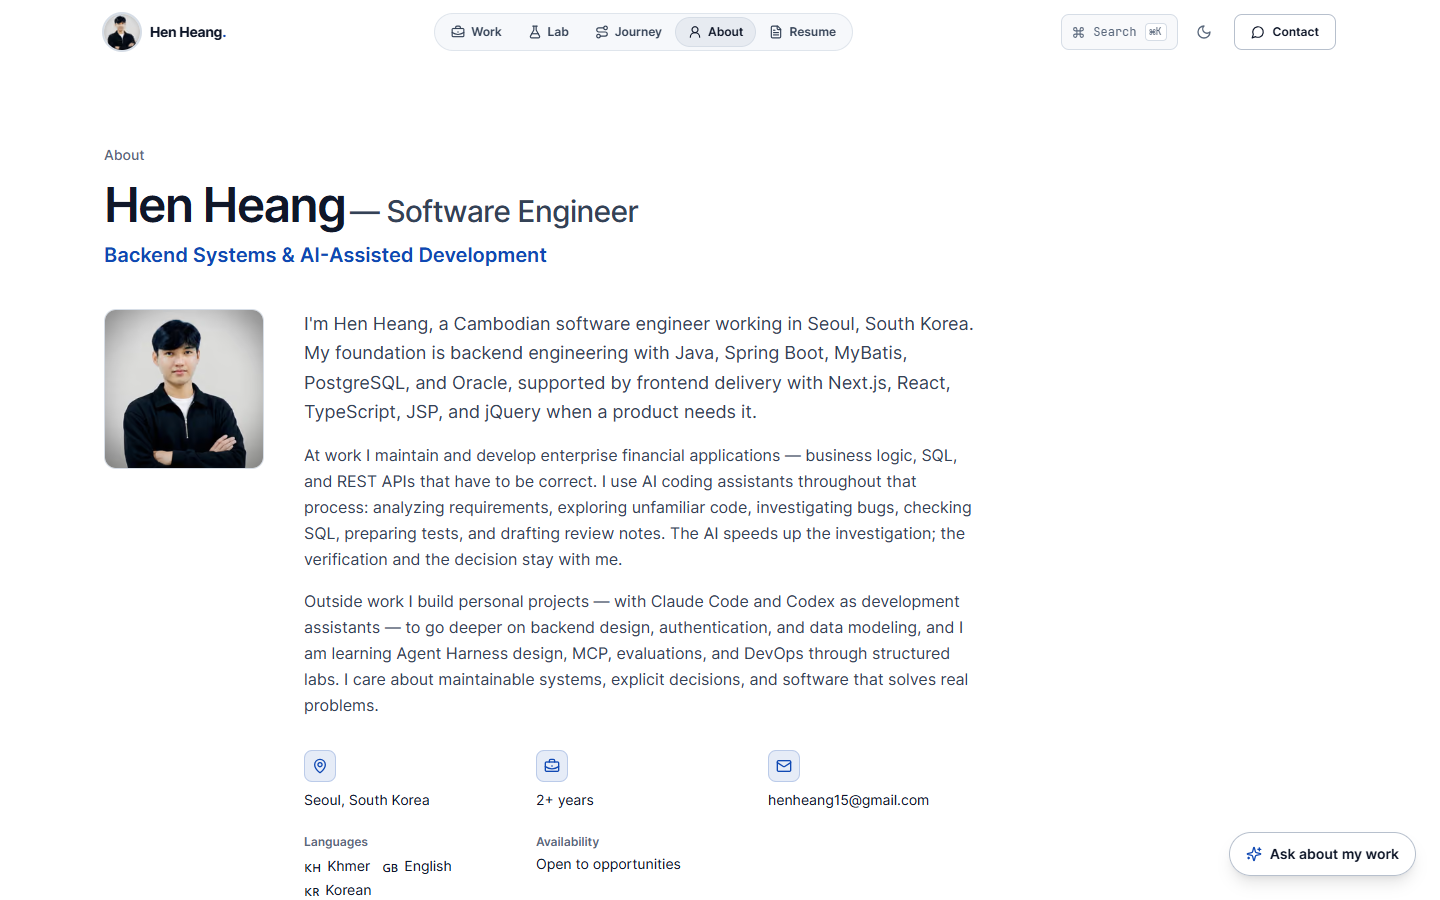 Hen Heang.
Work
Lab
Journey
About
Resume
Search ⌘K
Contact
About
Hen Heang — Software Engineer
Backend Systems & AI-Assisted Development
I'm Hen Heang, a Cambodian software engineer working in Seoul, South Korea.
My foundation is backend engineering with Java, Spring Boot, MyBatis,
PostgreSQL, and Oracle, supported by frontend delivery with Next.js, React,
TypeScript, JSP, and jQuery when a product needs it.
At work I maintain and develop enterprise financial applications — business logic, SQL,
and REST APIs that have to be correct. I use AI coding assistants throughout that
process: analyzing requirements, exploring unfamiliar code, investigating bugs, checking
SQL, preparing tests, and drafting review notes. The AI speeds up the investigation; the
verification and the decision stay with me.
Outside work I build personal projects — with Claude Code and Codex as development
assistants — to go deeper on backend design, authentication, and data modeling, and I
am learning Agent Harness design, MCP, evaluations, and DevOps through structured
labs. I care about maintainable systems, explicit decisions, and software that solves real
problems.
Seoul, South Korea
2+ years
henheang15@gmail.com
Languages
KH Khmer GB English
KR Korean
Availability
Open to opportunities
Ask about my work